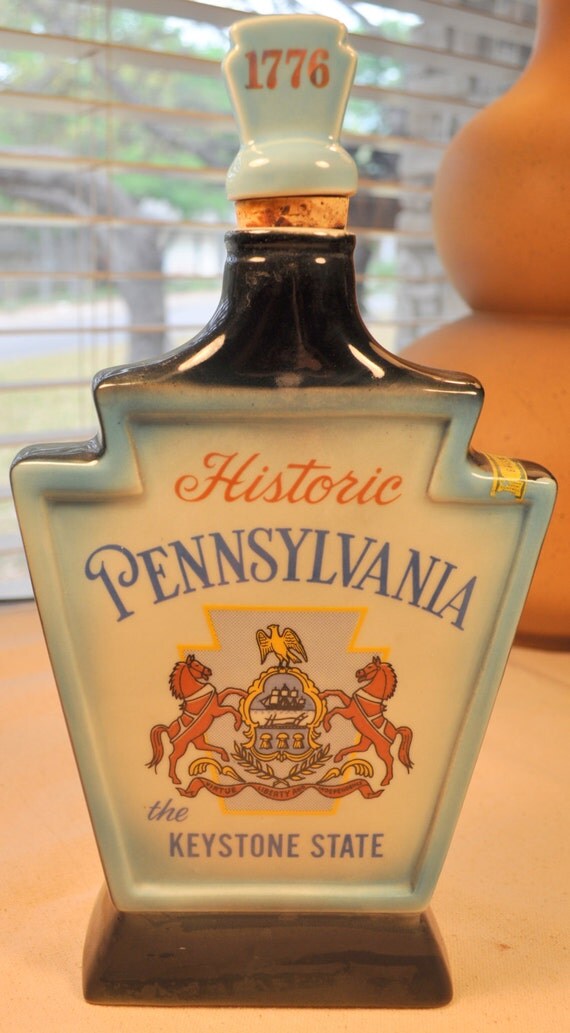 1776
Historic
PENNSYLVANIA
VIRTUE LIBERTY AND INDEPENDENCE
the
KEYSTONE STATE